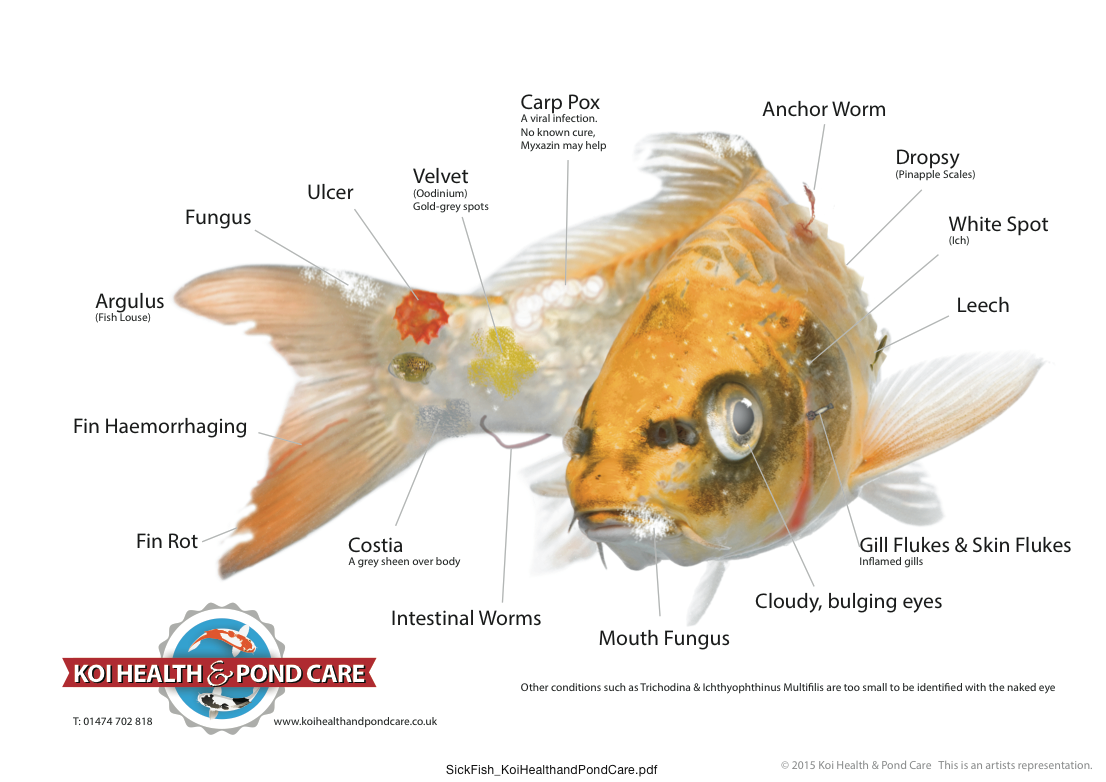 Carp Pox
A viral infection.
No known cure,
Myxazin may help
Anchor Worm
Dropsy
(Pinapple Scales)
Velvet
(Oodinium)
Gold-grey spots
Ulcer
Fungus
White Spot
(Ich)
Argulus
(Fish Louse)
Leech
Fin Haemorrhaging
Fin Rot
Costia
A grey sheen over body
Gill Flukes & Skin Flukes
Inflamed gills
Intestinal Worms
Cloudy, bulging eyes
Mouth Fungus
KOI HEALTH & POND CARE
Other conditions such as Trichodina & Ichthyophthinus Multifilis are too small to be identified with the naked eye
T: 01474 702 818
www.koihealthandpondcare.co.uk
SickFish_KoiHealthandPondCare.pdf
© 2015 Koi Health & Pond Care This is an artists representation.